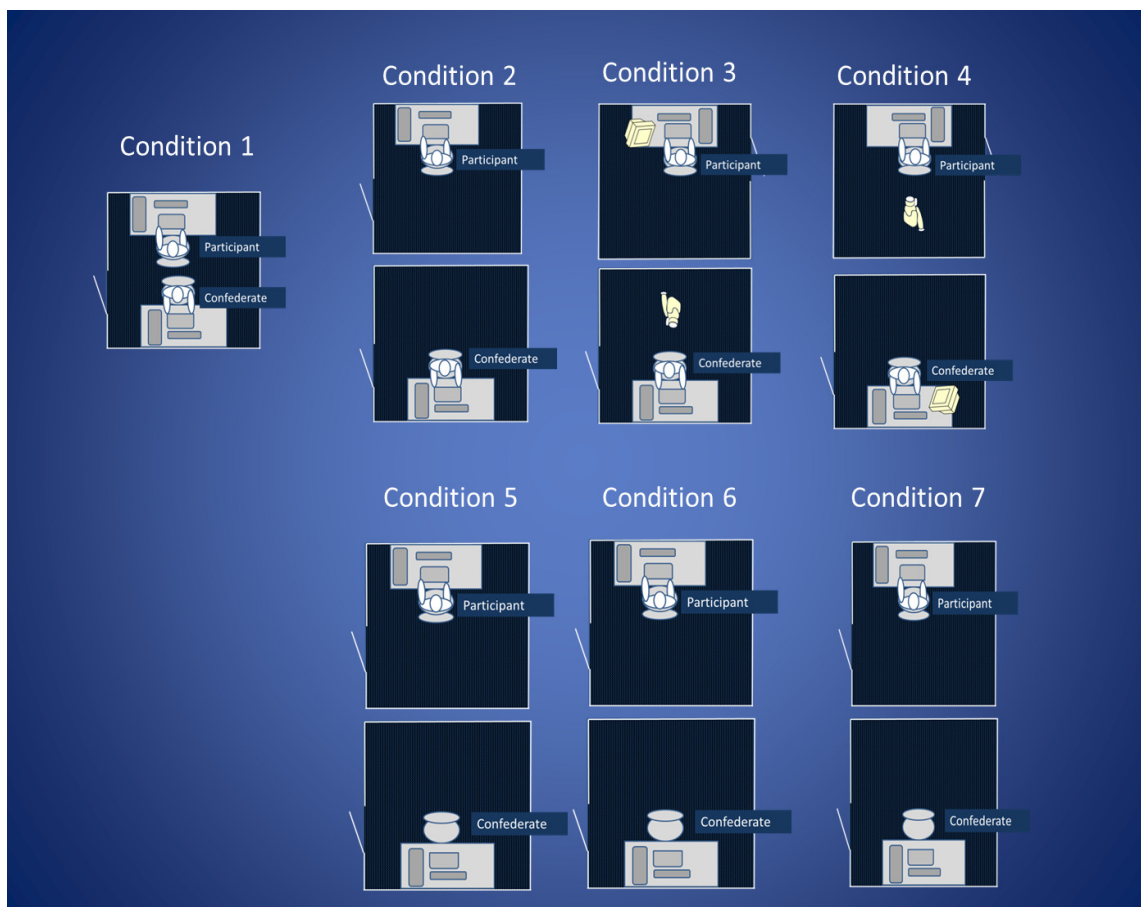 Condition 1
Participant
Confederate
Condition 2
Participant
Confederate
Condition 3
Participant
Confederate
Condition 4
Participant
Confederate
Condition 5
Participant
Confederate
Condition 6
Participant
Confederate
Condition 7
Participant
Confederate